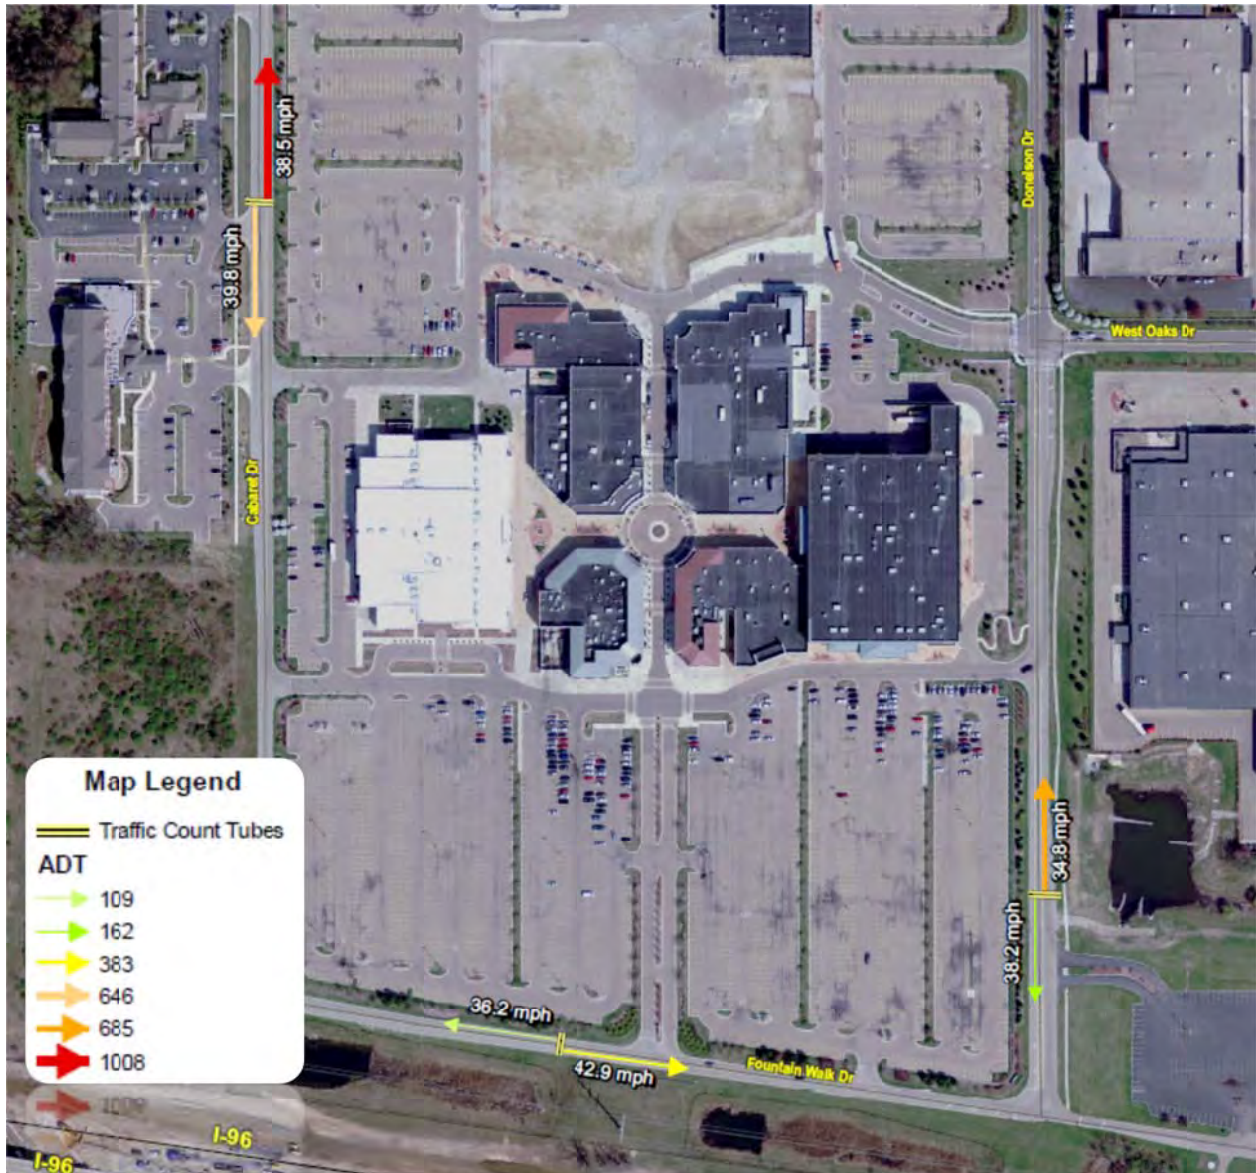 38.5 mph
39.8 mph
Donelson Dr
West Oaks Dr
Cabaret Dr
34.8 mph
38.2 mph
36.2 mph
42.9 mph
Fountain Walk Dr
Map Legend
Traffic Count Tubes
ADT
109
162
383
646
685
1008
1008
I-96
I-96